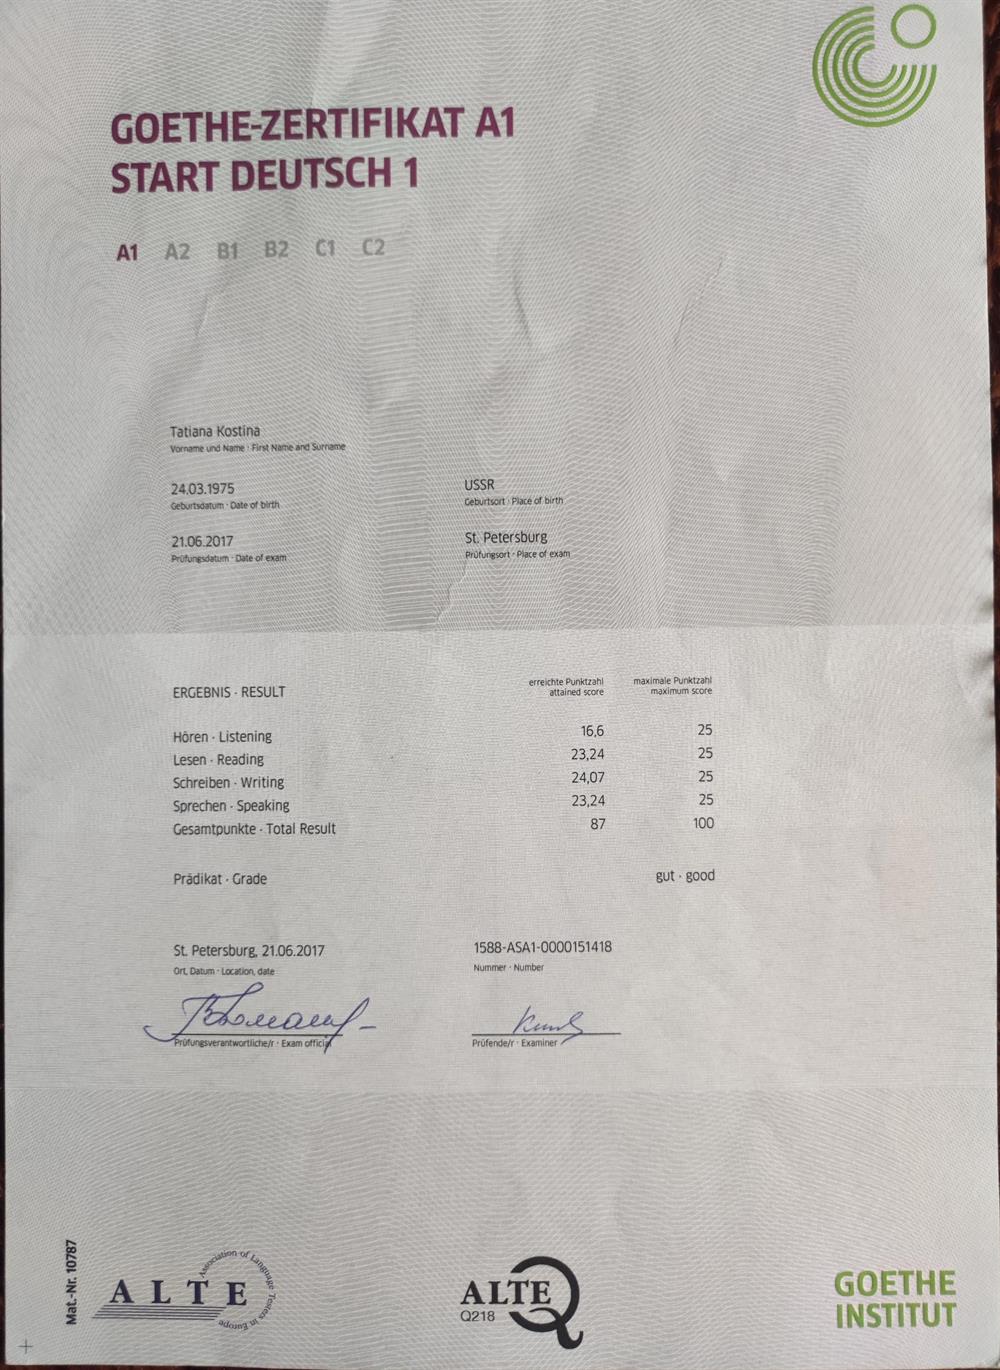 GOETHE-ZERTIFIKAT A1
START DEUTSCH 1
A1 A2 B1 B2 C1 C2
Tatiana Kostina
Vorname und Name · First Name and Surname
24.03.1975 USSR
Geburtsdatum · Date of birth Geburtsort · Place of birth
21.06.2017 St. Petersburg
Prüfungsdatum · Date of exam Prüfungsort · Place of exam
ERGEBNIS · RESULT erreichte Punktzahl maximale Punktzahl
attained score maximum score
Hören · Listening 16,6 25
Lesen · Reading 23,24 25
Schreiben · Writing 24,07 25
Sprechen · Speaking 23,24 25
Gesamtpunkte · Total Result 87 100
Prädikat · Grade gut · good
St. Petersburg, 21.06.2017 1588-ASA1-0000151418
Ort, Datum · Location, date Nummer · Number
Prüfungsverantwortliche/r · Exam official Prüfende/r · Examiner
Mat.-Nr. 10787
ALTE
Association of Language Testers in Europe
ALTE
Q218
GOETHE
INSTITUT